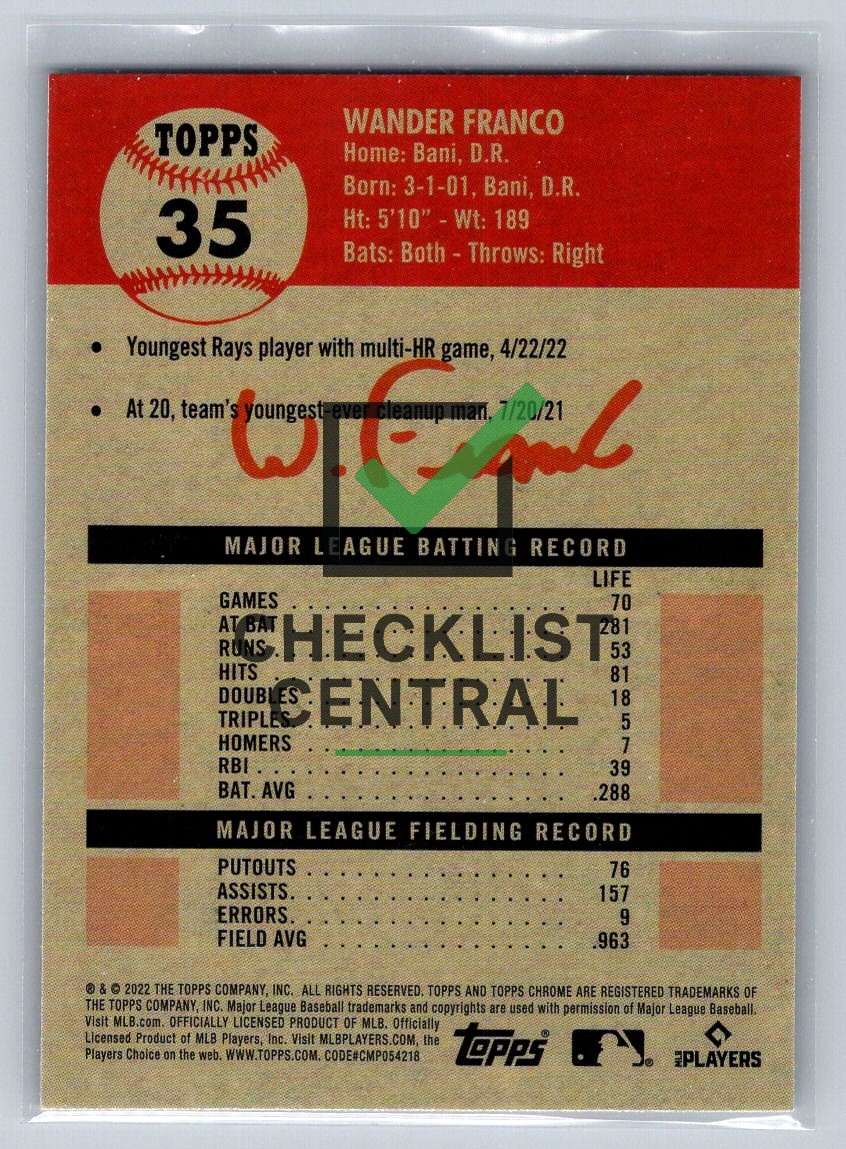 TOPPS
35
WANDER FRANCO
Home: Bani, D.R.
Born: 3-1-01, Bani, D.R.
Ht: 5'10" - Wt: 189
Bats: Both - Throws: Right
• Youngest Rays player with multi-HR game, 4/22/22
• At 20, team's youngest-ever cleanup man, 7/20/21
W. Franco
MAJOR LEAGUE BATTING RECORD
LIFE
GAMES . . . . . . . . . . . . . . . . . . 70
AT BAT . . . . . . . . . . . . . . . . . . 281
RUNS. . . . . . . . . . . . . . . . . . . 53
HITS . . . . . . . . . . . . . . . . . . 81
DOUBLES . . . . . . . . . . . . . . . . . 18
TRIPLES. . . . . . . . . . . . . . . . . . 5
HOMERS . . . . . . . . . . . . . . . . . 7
RBI . . . . . . . . . . . . . . . . . . . 39
BAT. AVG . . . . . . . . . . . . . . . . .288
CHECKLIST
CENTRAL
MAJOR LEAGUE FIELDING RECORD
PUTOUTS . . . . . . . . . . . . . . . . . 76
ASSISTS. . . . . . . . . . . . . . . . . . 157
ERRORS. . . . . . . . . . . . . . . . . . 9
FIELD AVG . . . . . . . . . . . . . . . . .963
® & © 2022 THE TOPPS COMPANY, INC. ALL RIGHTS RESERVED. TOPPS AND TOPPS CHROME ARE REGISTERED TRADEMARKS OF
THE TOPPS COMPANY, INC. Major League Baseball trademarks and copyrights are used with permission of Major League Baseball.
Visit MLB.com. OFFICIALLY LICENSED PRODUCT OF MLB. Officially
Licensed Product of MLB Players, Inc. Visit MLBPLAYERS.COM, the
Players Choice on the web. WWW.TOPPS.COM. CODE#CMP054218
topps®
MLB PLAYERS